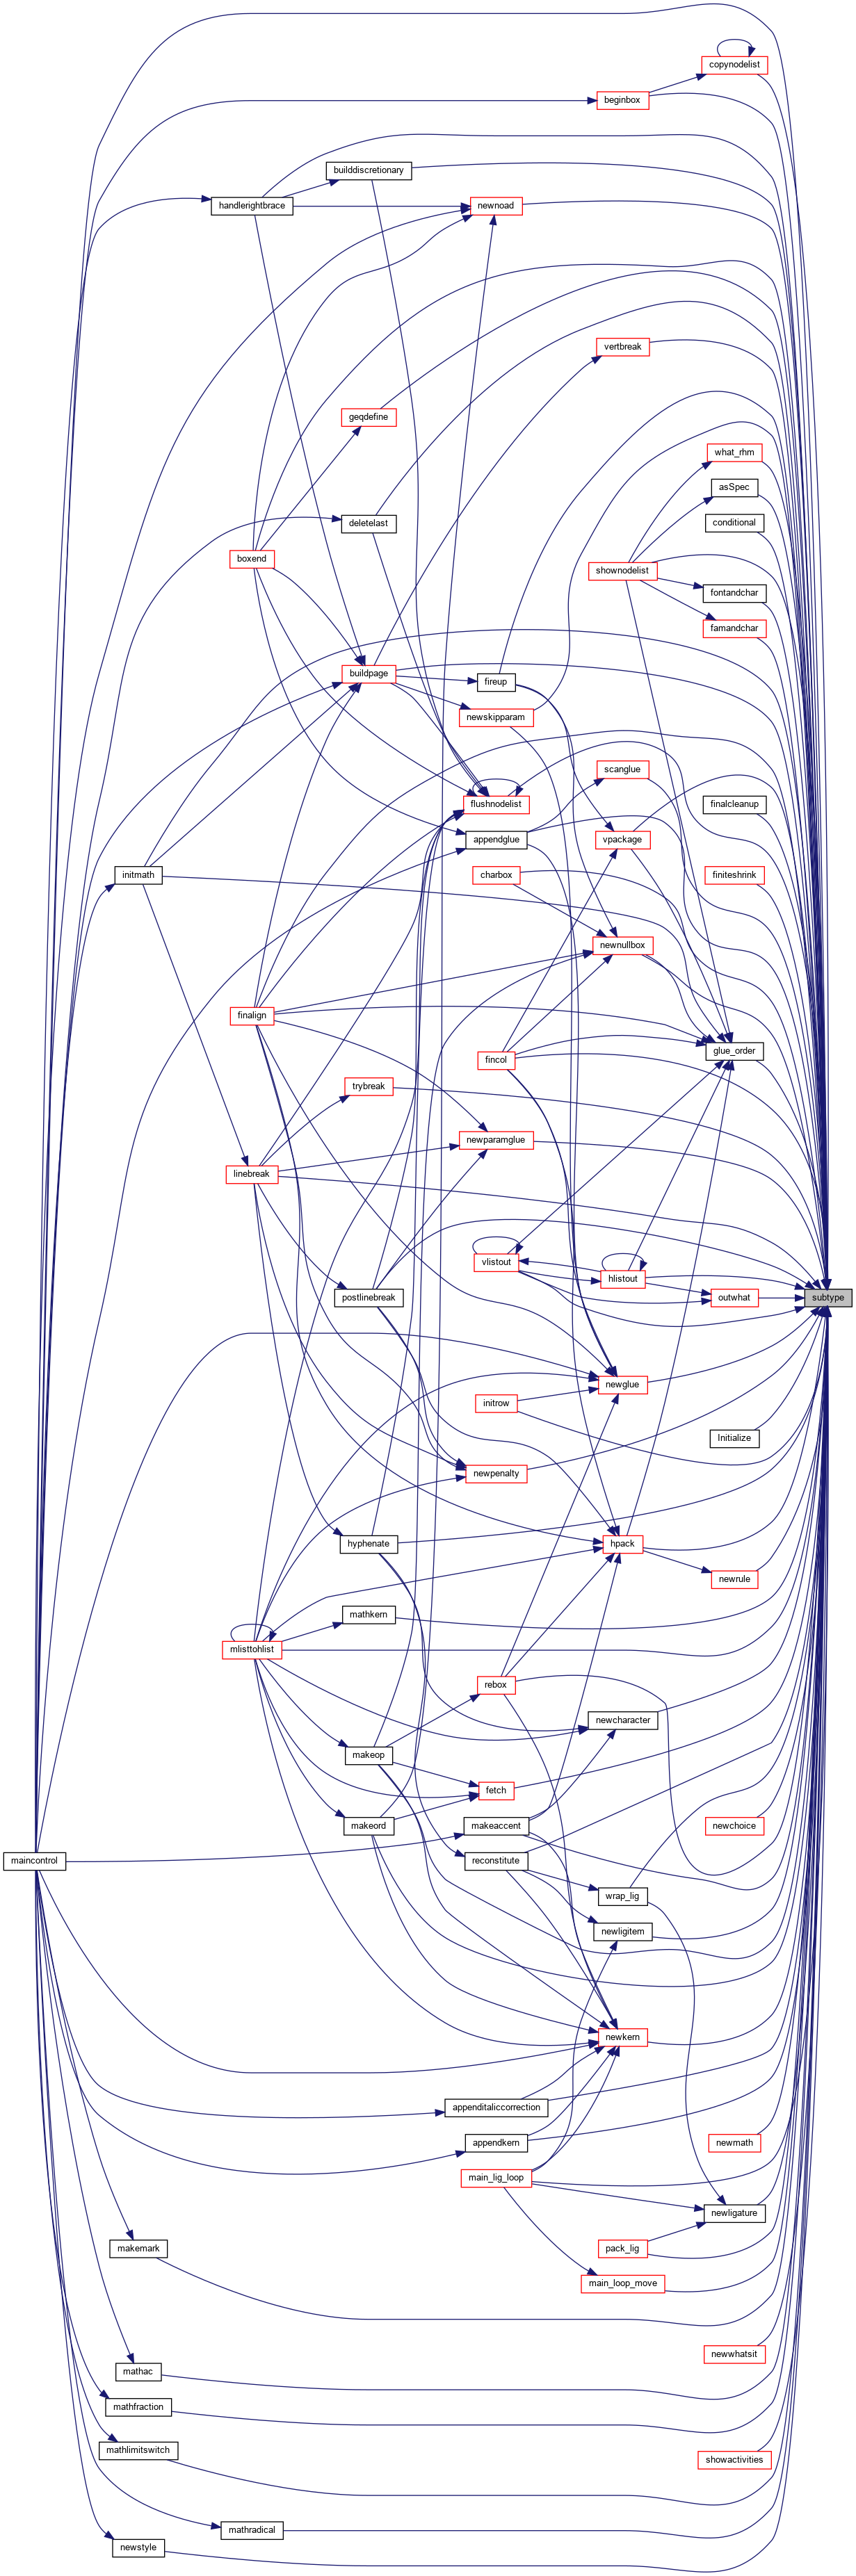 copynodelist
beginbox
builddiscretionary
handlerightbrace
newnoad
vertbreak
geqdefine
what_rhm
asSpec
conditional
deletelast
boxend
shownodelist
fontandchar
famandchar
buildpage
fireup
newskipparam
scanglue
flushnodelist
finalcleanup
appendglue
vpackage
charbox
finiteshrink
initmath
newnullbox
finalign
fincol
glue_order
trybreak
newparamglue
linebreak
vlistout
hlistout
outwhat
subtype
postlinebreak
newglue
initrow
Initialize
newpenalty
hyphenate
hpack
newrule
mathkern
mlisttohlist
rebox
newcharacter
makeop
fetch
makeord
makeaccent
newchoice
maincontrol
reconstitute
wrap_lig
newligitem
newkern
appenditaliccorrection
appendkern
newmath
main_lig_loop
newligature
makemark
pack_lig
main_loop_move
newwhatsit
mathac
mathfraction
mathlimitswitch
showactivities
mathradical
newstyle